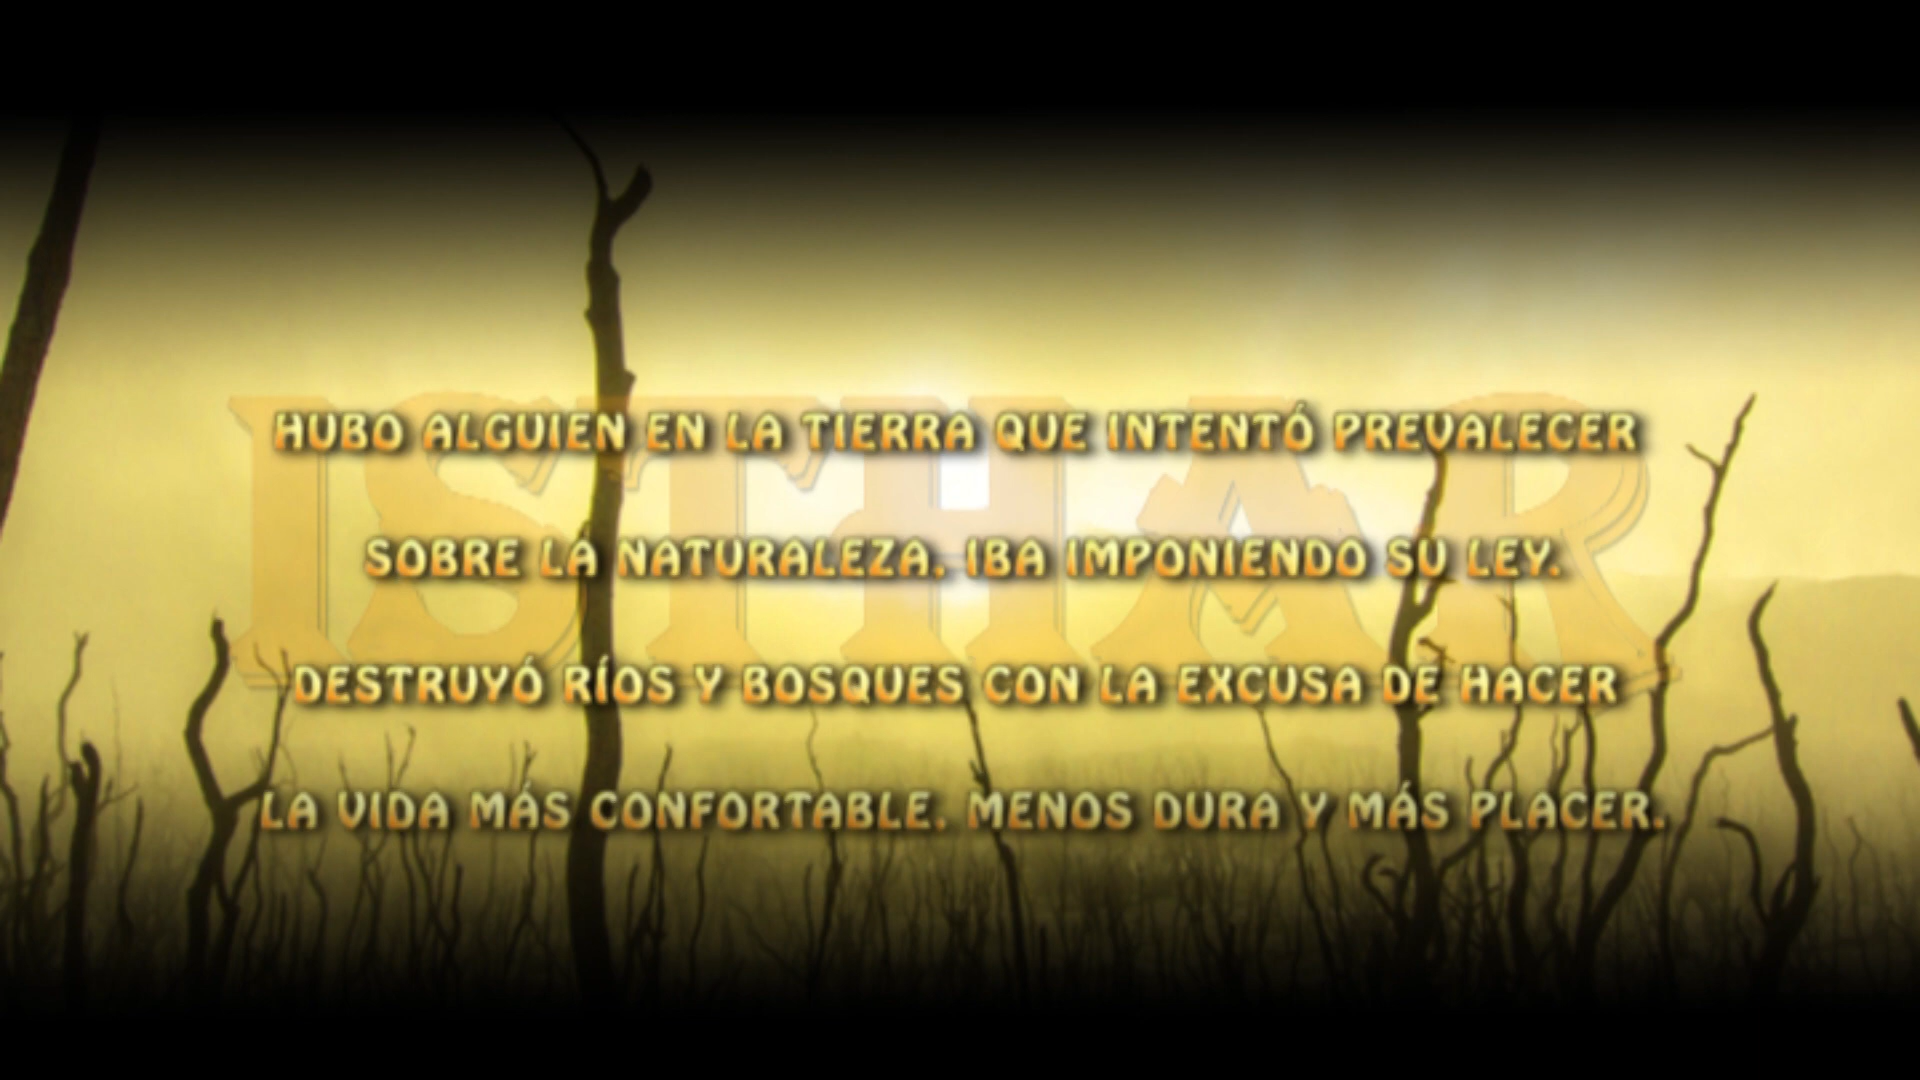 ISTHAR
HUBO ALGUIEN EN LA TIERRA QUE INTENTÓ PREVALECER
SOBRE LA NATURALEZA. IBA IMPONIENDO SU LEY.
DESTRUYÓ RÍOS Y BOSQUES CON LA EXCUSA DE HACER
LA VIDA MÁS CONFORTABLE. MENOS DURA Y MÁS PLACER.